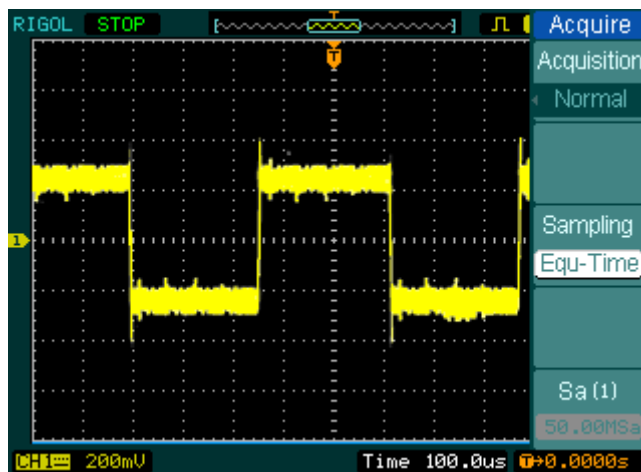 RIGOL STOP
T
Acquire
Acquisition
Normal
T
1
Sampling
Equ-Time
Sa (1)
50.00MSa
CH1 200mV Time 100.0us T→0.0000s